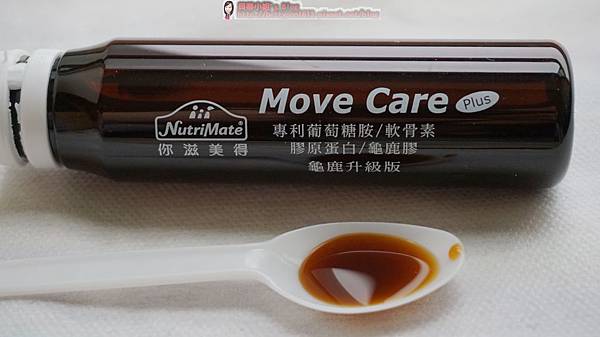 Move Care Plus
NutriMate
你滋美得
專利葡萄糖胺/軟骨素
膠原蛋白/龜鹿膠
龜鹿升級版